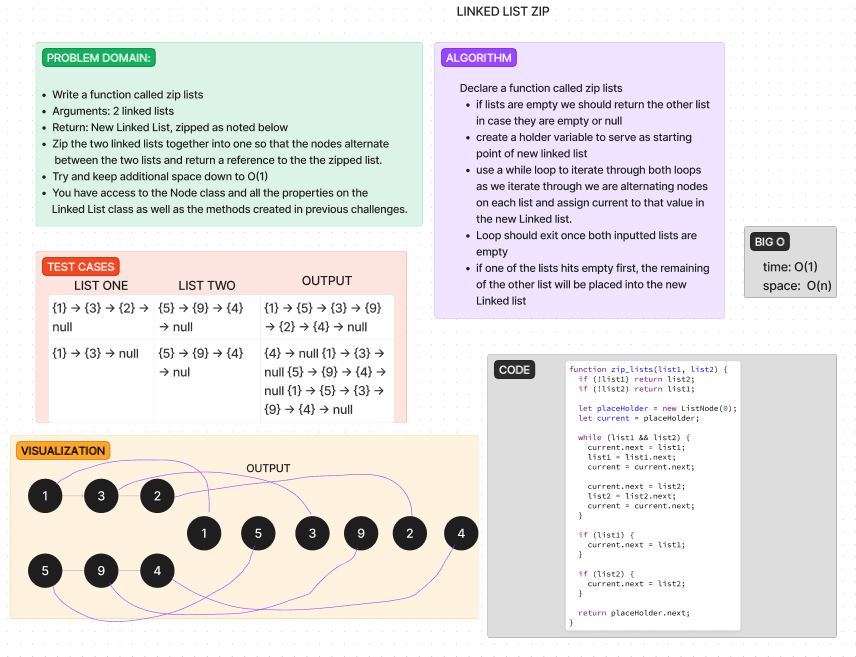 LINKED LIST ZIP
PROBLEM DOMAIN:
• Write a function called zip lists
• Arguments: 2 linked lists
• Return: New Linked List, zipped as noted below
• Zip the two linked lists together into one so that the nodes alternate
between the two lists and return a reference to the the zipped list.
• Try and keep additional space down to O(1)
• You have access to the Node class and all the properties on the
Linked List class as well as the methods created in previous challenges.
ALGORITHM
Declare a function called zip lists
• if lists are empty we should return the other list
in case they are empty or null
• create a holder variable to serve as starting
point of new linked list
• use a while loop to iterate through both loops
as we iterate through we are alternating nodes
on each list and assign current to that value in
the new Linked list.
• Loop should exit once both inputted lists are
empty
• if one of the lists hits empty first, the remaining
of the other list will be placed into the new
Linked list
BIG O
time: O(1)
space: O(n)
TEST CASES
LIST ONE LIST TWO OUTPUT
{1} → {3} → {2} →
null
{5} → {9} → {4}
→ null
{1} → {5} → {3} → {9}
→ {2} → {4} → null
{1} → {3} → null
{5} → {9} → {4}
→ nul
{4} → null {1} → {3} →
null {5} → {9} → {4} →
null {1} → {5} → {3} →
{9} → {4} → null
VISUALIZATION
OUTPUT
1 3 2
1 5 3 9 2 4
5 9 4
CODE
function zip_lists(list1, list2) {
if (!list1) return list2;
if (!list2) return list1;
let placeHolder = new ListNode(0);
let current = placeHolder;
while (list1 && list2) {
current.next = list1;
list1 = list1.next;
current = current.next;
current.next = list2;
list2 = list2.next;
current = current.next;
}
if (list1) {
current.next = list1;
}
if (list2) {
current.next = list2;
}
return placeHolder.next;
}